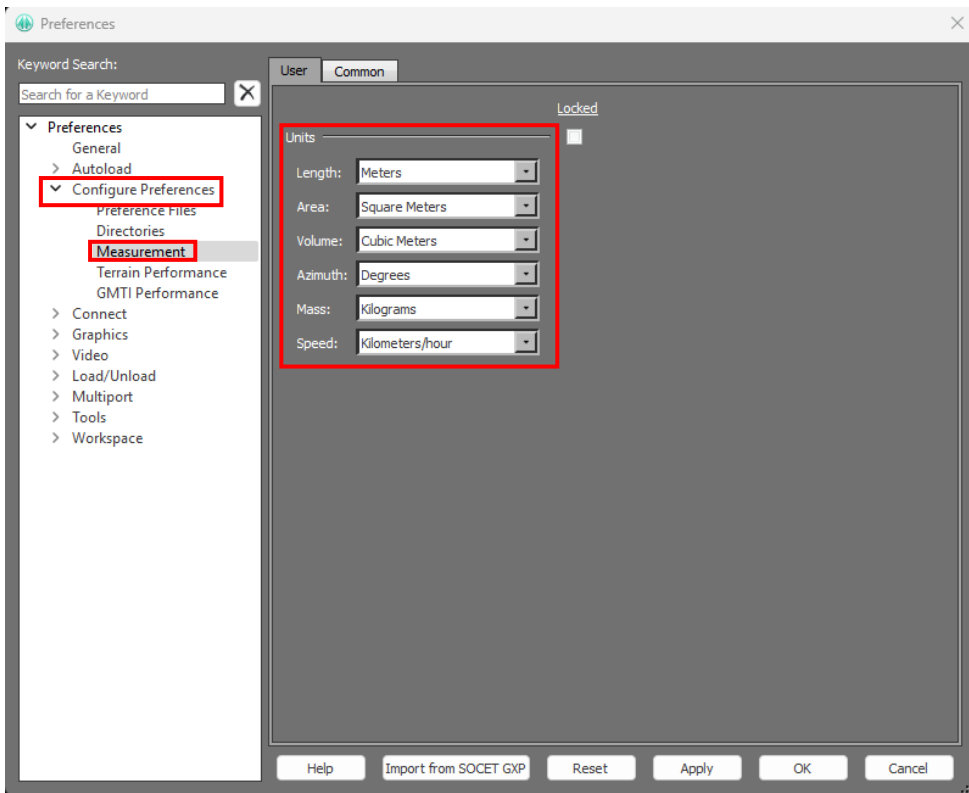 Preferences
Keyword Search:
Search for a Keyword
Preferences
General
Autoload
Configure Preferences
Preference Files
Directories
Measurement
Terrain Performance
GMTI Performance
Connect
Graphics
Video
Load/Unload
Multiport
Tools
Workspace
User Common
Locked
Units
Length: Meters
Area: Square Meters
Volume: Cubic Meters
Azimuth: Degrees
Mass: Kilograms
Speed: Kilometers/hour
Help Import from SOCET GXP Reset Apply OK Cancel